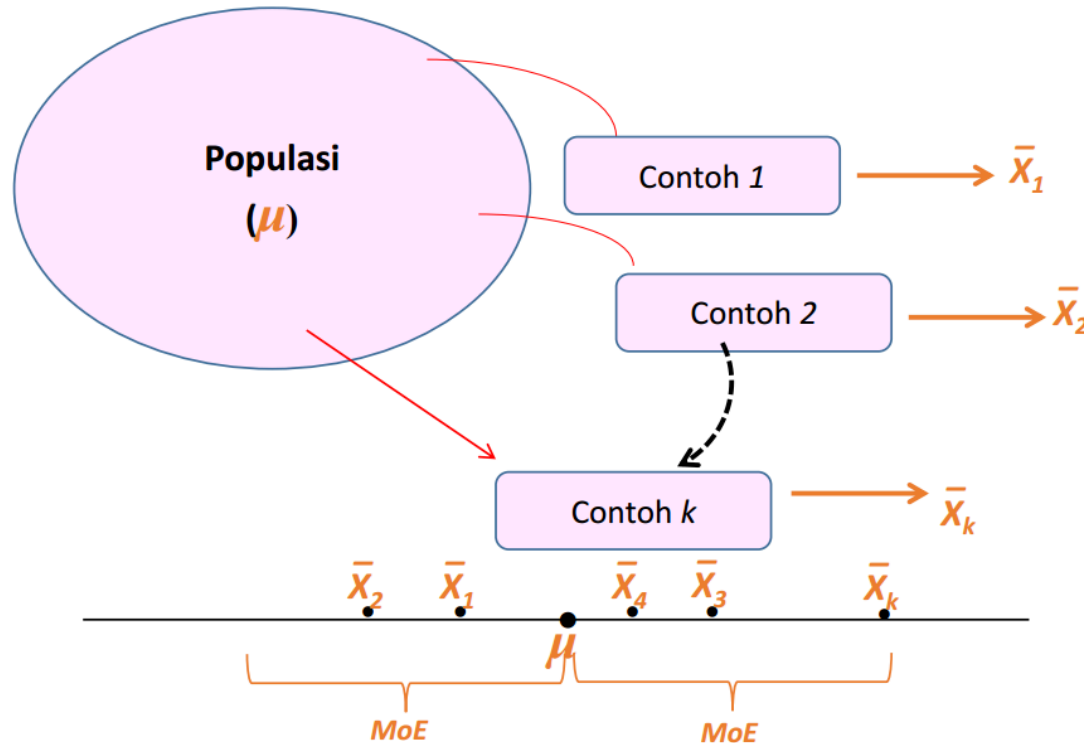 Populasi
(μ)
Contoh 1
X̄₁
Contoh 2
X̄₂
Contoh k
X̄ₖ
X̄₂ X̄₁ X̄₄ X̄₃ X̄ₖ
μ
MoE MoE